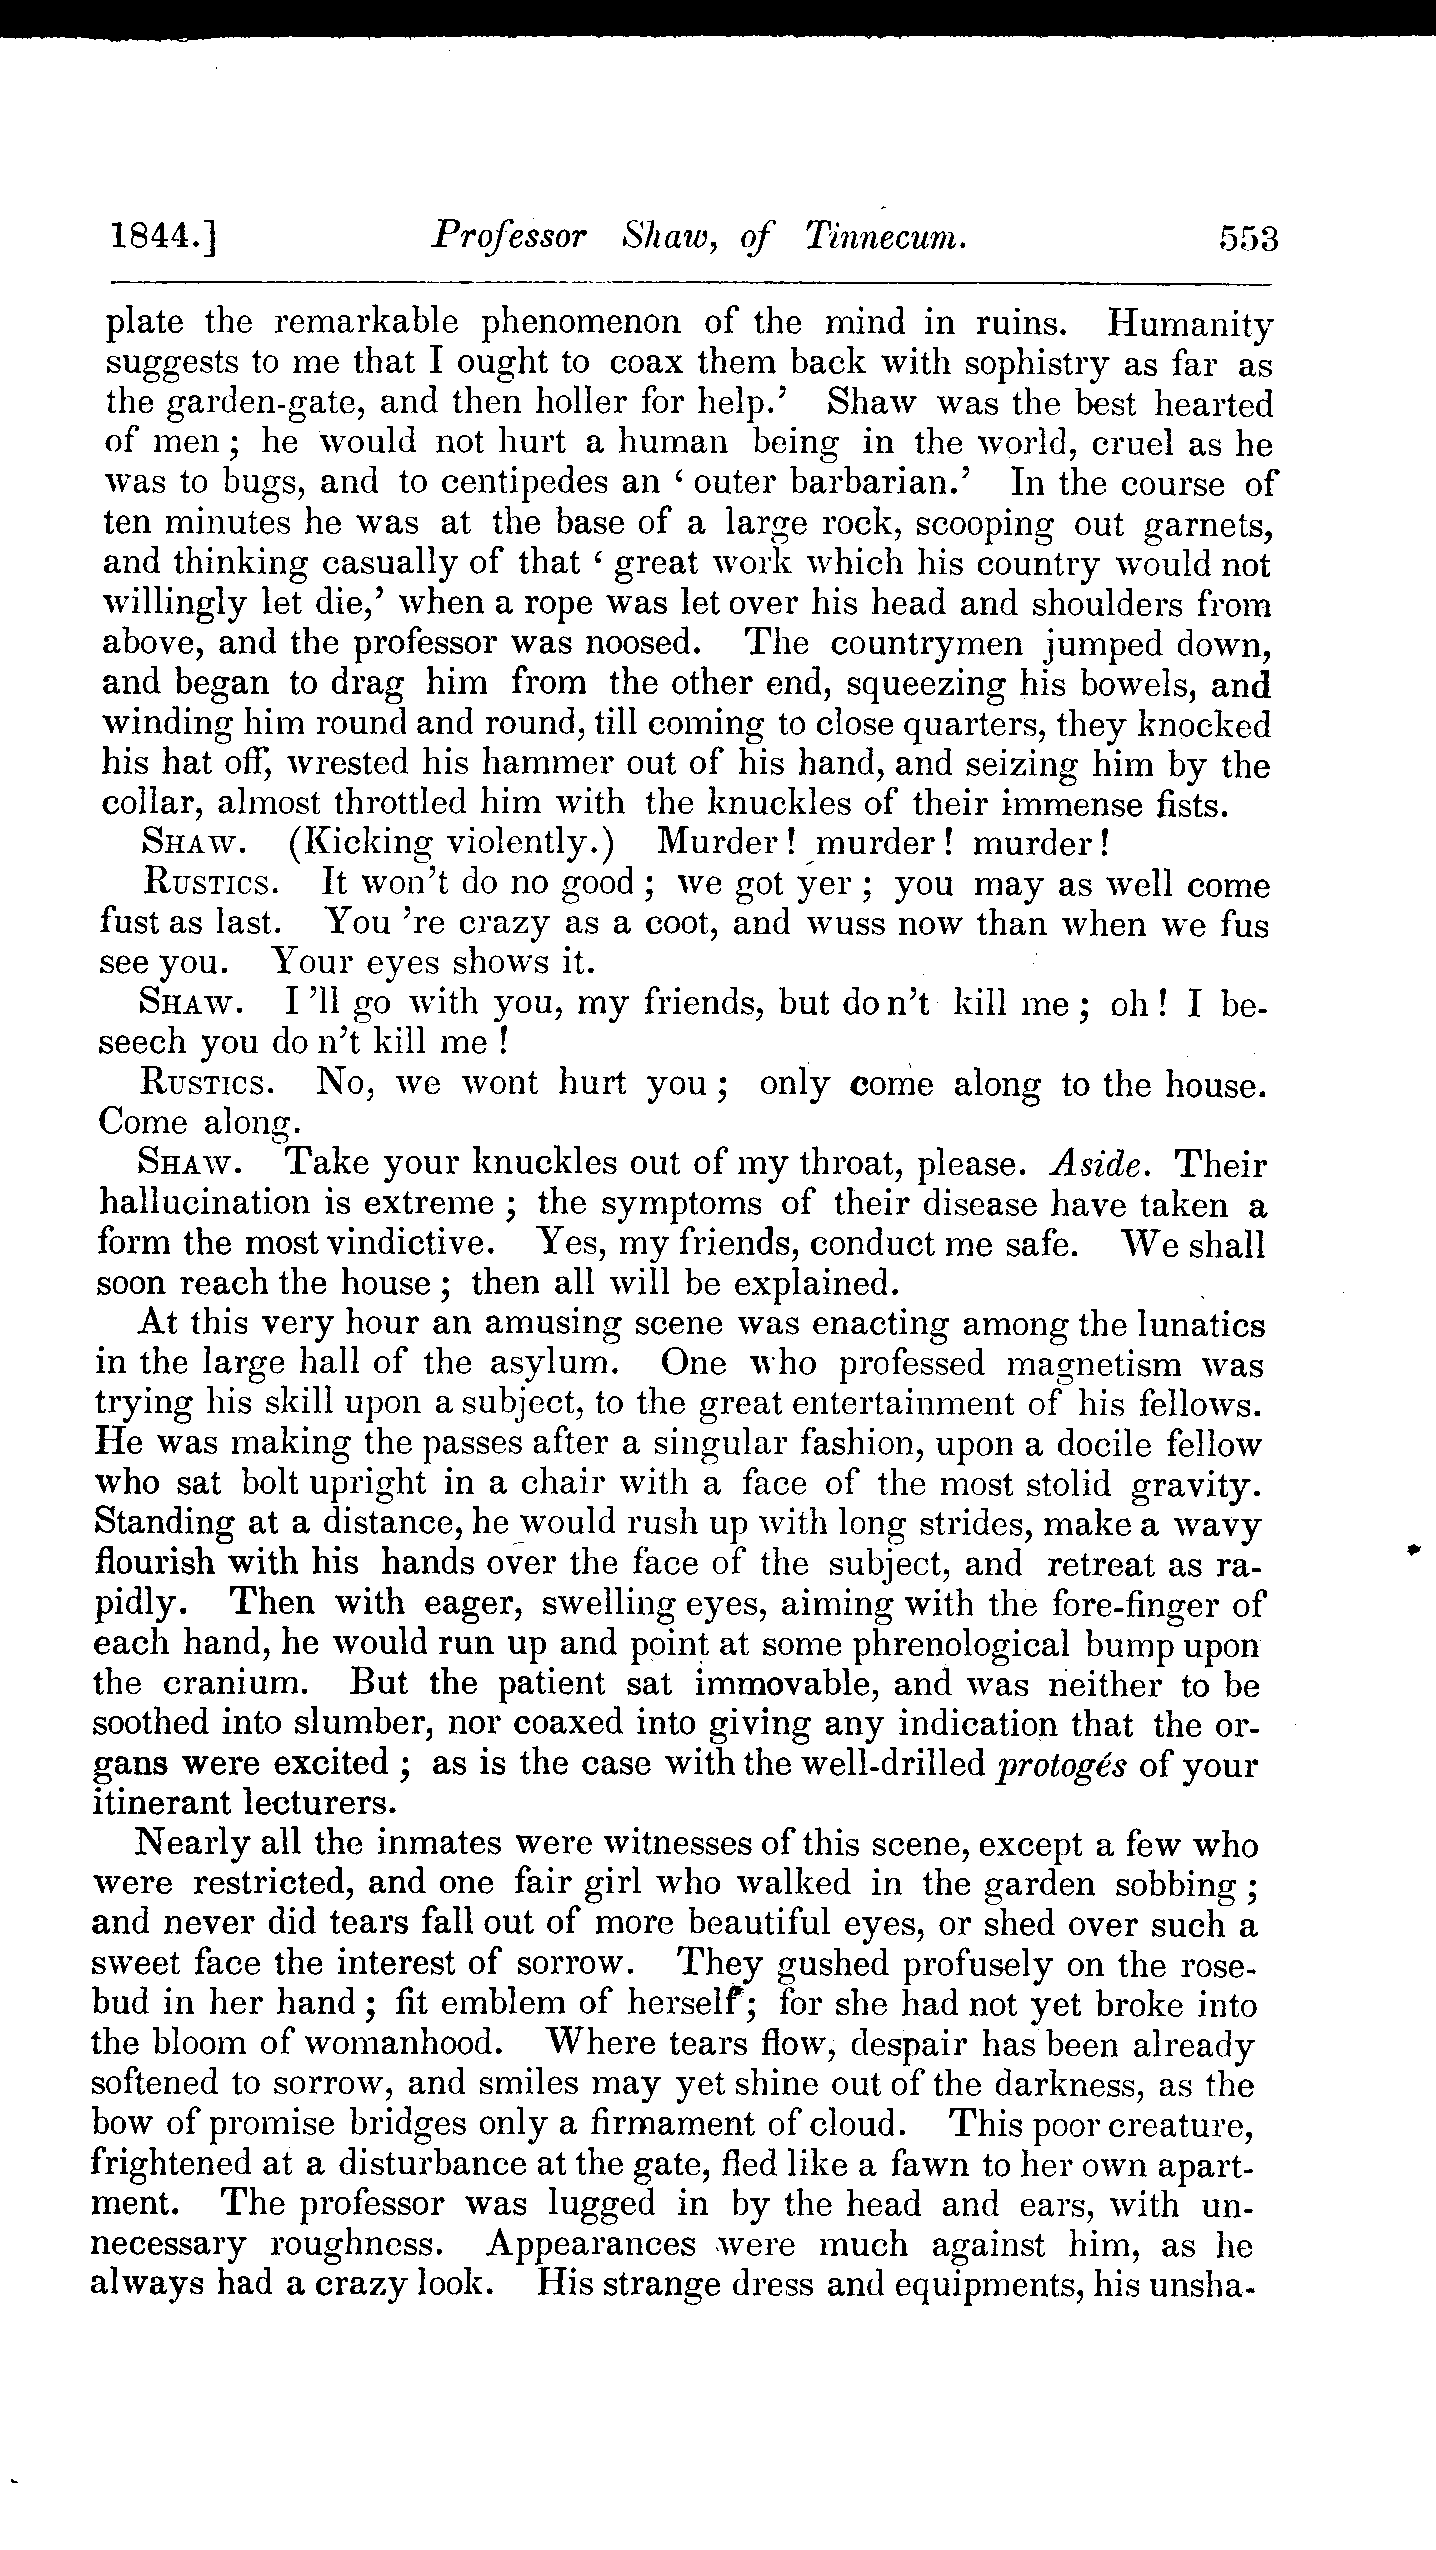 1844.] Professor Shaw, of Tinnecum. 553
plate the remarkable phenomenon of the mind in ruins. Humanity
suggests to me that I ought to coax them back with sophistry as far as
the garden-gate, and then holler for help.' Shaw was the best hearted
of men ; he would not hurt a human being in the world, cruel as he
was to bugs, and to centipedes an ' outer barbarian.' In the course of
ten minutes he was at the base of a large rock, scooping out garnets,
and thinking casually of that ' great work which his country would not
willingly let die,' when a rope was let over his head and shoulders from
above, and the professor was noosed. The countrymen jumped down,
and began to drag him from the other end, squeezing his bowels, and
winding him round and round, till coming to close quarters, they knocked
his hat off, wrested his hammer out of his hand, and seizing him by the
collar, almost throttled him with the knuckles of their immense fists.
SHAW. (Kicking violently.) Murder ! murder ! murder !
RUSTICS. It won't do no good ; we got yer ; you may as well come
fust as last. You 're crazy as a coot, and wuss now than when we fus
see you. Your eyes shows it.
SHAW. I 'll go with you, my friends, but do n't kill me ; oh ! I be-
seech you do n't kill me !
RUSTICS. No, we wont hurt you ; only come along to the house.
Come along.
SHAW. Take your knuckles out of my throat, please. Aside. Their
hallucination is extreme ; the symptoms of their disease have taken a
form the most vindictive. Yes, my friends, conduct me safe. We shall
soon reach the house ; then all will be explained.
At this very hour an amusing scene was enacting among the lunatics
in the large hall of the asylum. One who professed magnetism was
trying his skill upon a subject, to the great entertainment of his fellows.
He was making the passes after a singular fashion, upon a docile fellow
who sat bolt upright in a chair with a face of the most stolid gravity.
Standing at a distance, he would rush up with long strides, make a wavy
flourish with his hands over the face of the subject, and retreat as ra-
pidly. Then with eager, swelling eyes, aiming with the fore-finger of
each hand, he would run up and point at some phrenological bump upon
the cranium. But the patient sat immovable, and was neither to be
soothed into slumber, nor coaxed into giving any indication that the or-
gans were excited ; as is the case with the well-drilled protogés of your
itinerant lecturers.
Nearly all the inmates were witnesses of this scene, except a few who
were restricted, and one fair girl who walked in the garden sobbing ;
and never did tears fall out of more beautiful eyes, or shed over such a
sweet face the interest of sorrow. They gushed profusely on the rose-
bud in her hand ; fit emblem of herself ; for she had not yet broke into
the bloom of womanhood. Where tears flow, despair has been already
softened to sorrow, and smiles may yet shine out of the darkness, as the
bow of promise bridges only a firmament of cloud. This poor creature,
frightened at a disturbance at the gate, fled like a fawn to her own apart-
ment. The professor was lugged in by the head and ears, with un-
necessary roughness. Appearances were much against him, as he
always had a crazy look. His strange dress and equipments, his unsha-